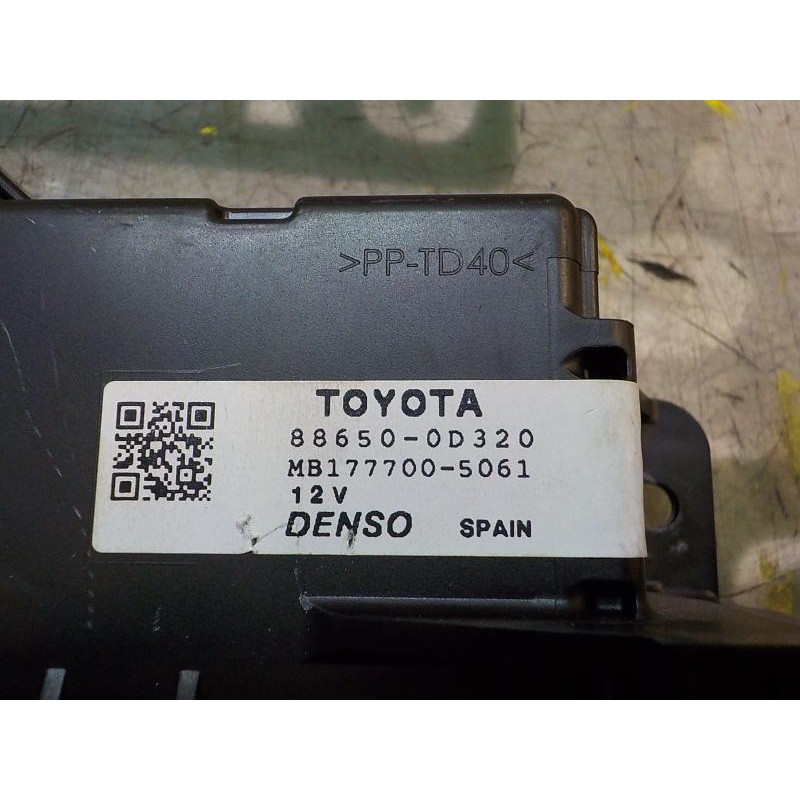 >PP-TD40<
TOYOTA
88650-0D320
MB177700-5061
12V
DENSO SPAIN